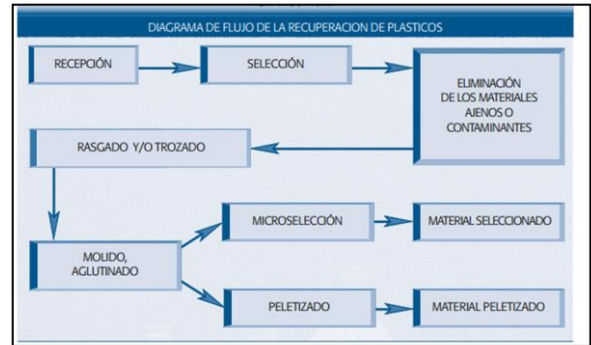 DIAGRAMA DE FLUJO DE LA RECUPERACION DE PLASTICOS
RECEPCIÓN
SELECCIÓN
ELIMINACIÓN
DE LOS MATERIALES
AJENOS O
CONTAMINANTES
RASGADO Y/O TROZADO
MOLIDO,
AGLUTINADO
MICROSELECCIÓN
MATERIAL SELECCIONADO
PELETIZADO
MATERIAL PELETIZADO